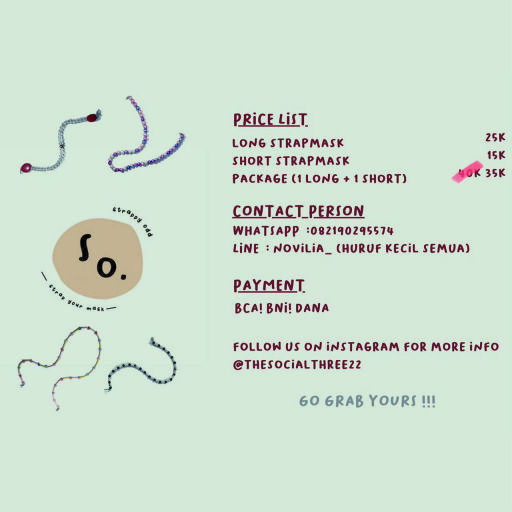 strappy odd
So.
— strap your mask —
PRICE LIST
LONG STRAPMASK 25K
SHORT STRAPMASK 15K
PACKAGE (1 LONG + 1 SHORT) 40K 35K
CONTACT PERSON
WHATSAPP :082190295574
LINE : NOVILIA_ (HURUF KECIL SEMUA)
PAYMENT
BCA! BNI! DANA
FOLLOW US ON INSTAGRAM FOR MORE INFO
@THESOCIALTHREE22
GO GRAB YOURS !!!